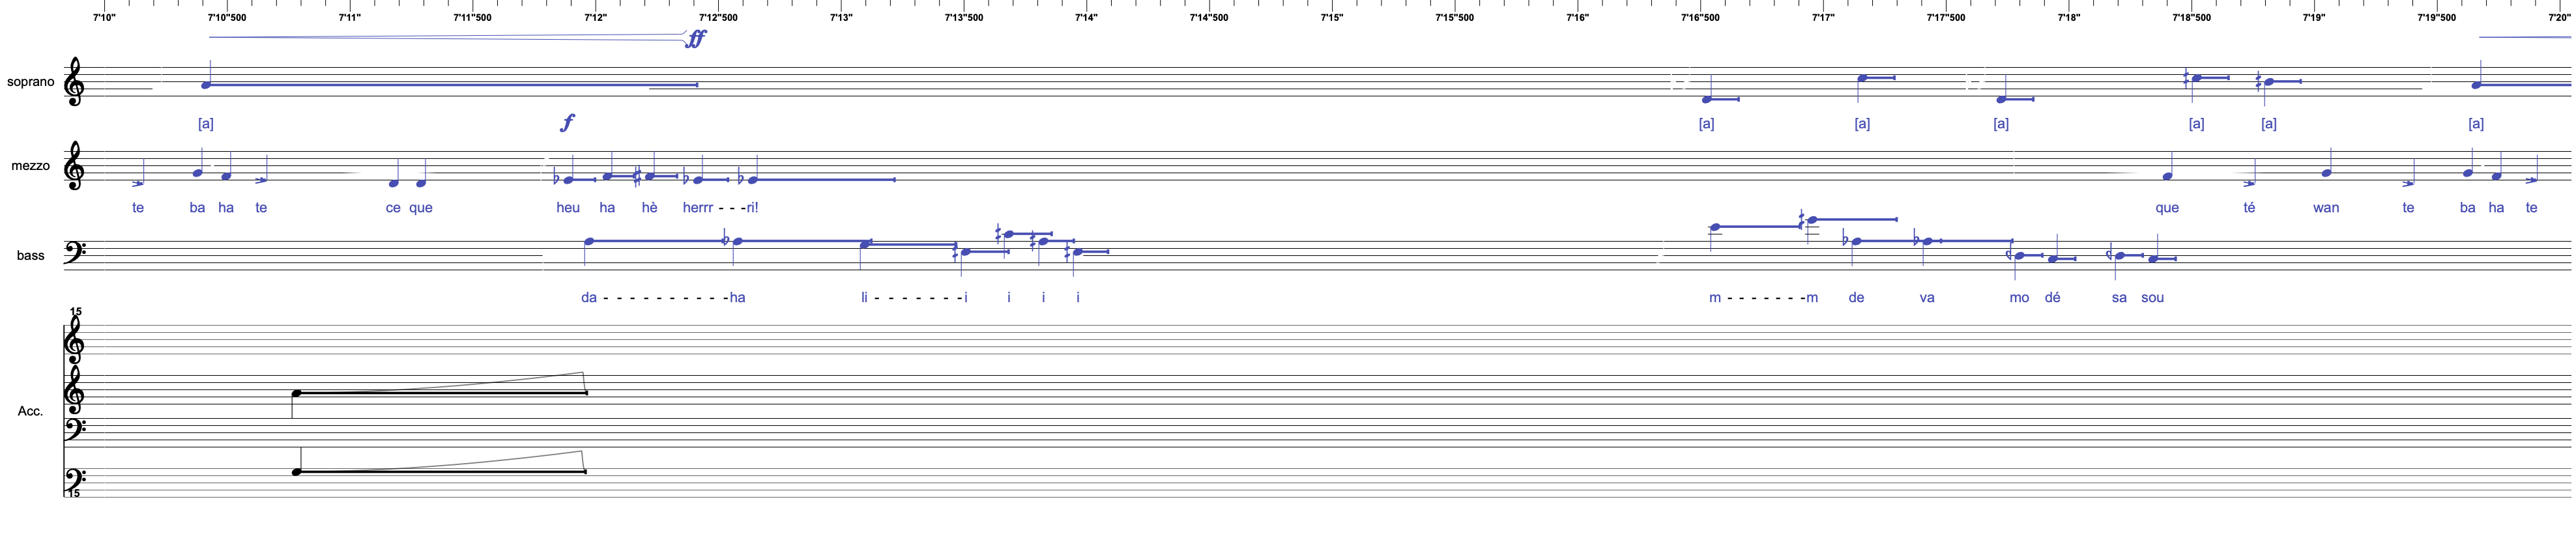 7'10" 7'10"500 7'11" 7'11"500 7'12" 7'12"500 7'13" 7'13"500 7'14" 7'14"500 7'15" 7'15"500 7'16" 7'16"500 7'17" 7'17"500 7'18" 7'18"500 7'19" 7'19"500 7'20"
ff
soprano
[a] f [a] [a] [a] [a] [a] [a]
mezzo
te ba ha te ce que heu ha hè herrr - - -ri! que té wan te ba ha te
bass
da - - - - - - - - - -ha li - - - - - - -i i i i m - - - - - -m de va mo dé sa sou
15
Acc.
15